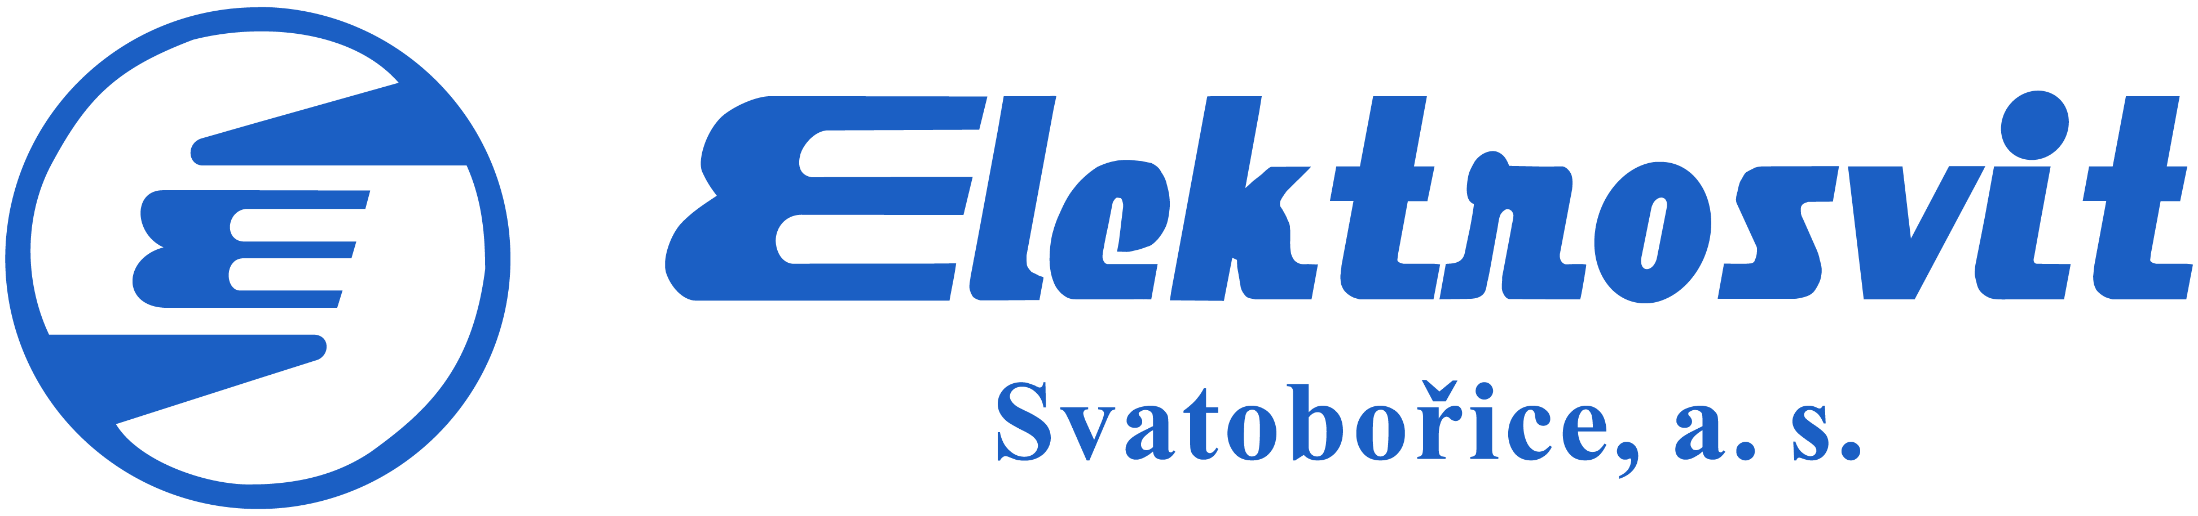 Elektrosvit
Svatobořice, a. s.